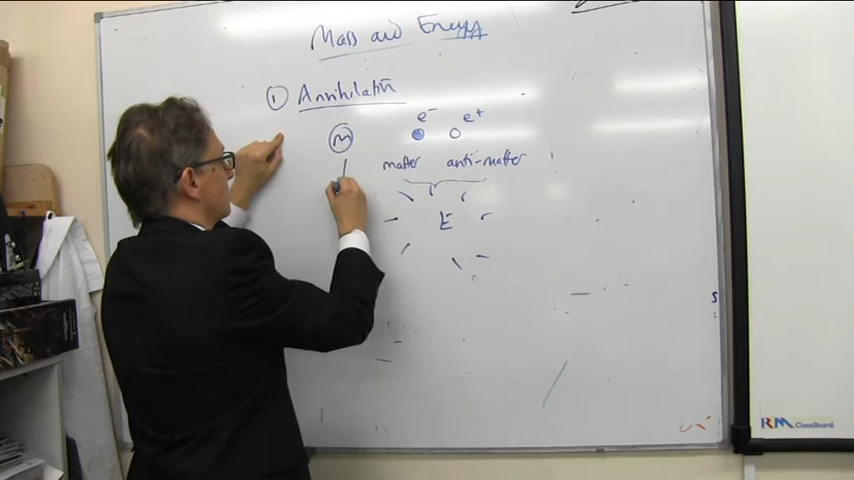 Mass and Energy
① Annihilation
e⁻ e⁺
m
matter anti-matter
E
S
RM ClassBoard